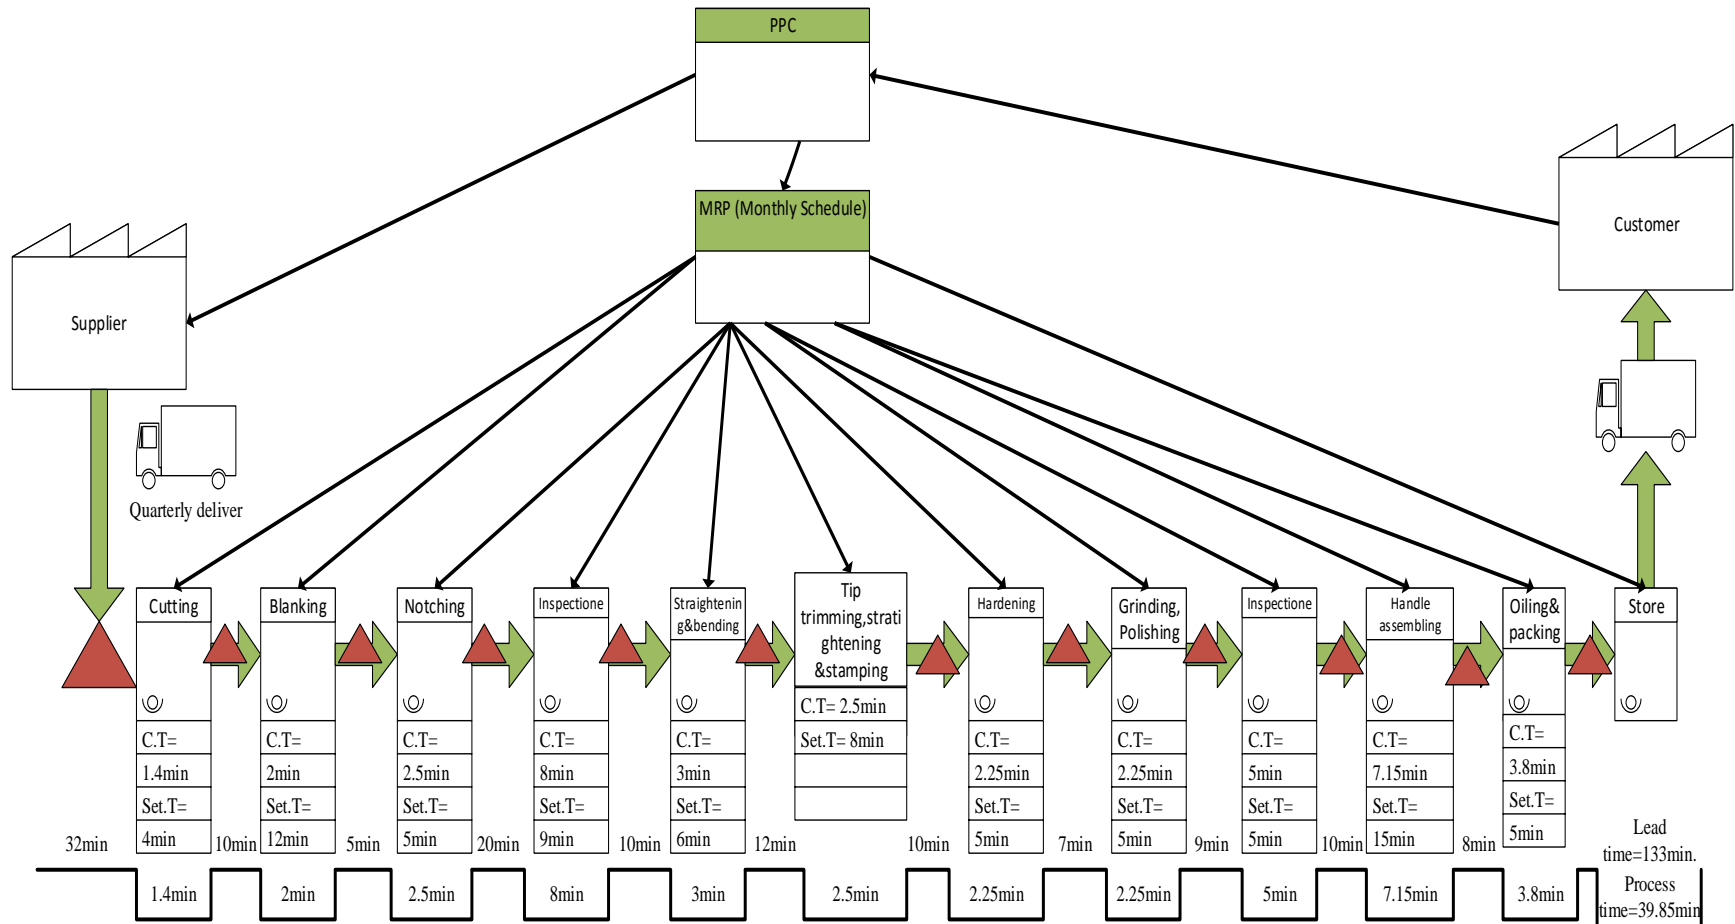 PPC
MRP (Monthly Schedule)
Customer
Supplier
Quarterly deliver
Cutting
C.T=
1.4min
Set.T=
4min
Blanking
C.T=
2min
Set.T=
12min
Notching
C.T=
2.5min
Set.T=
5min
Inspectione
C.T=
8min
Set.T=
9min
Straightenin
g&bending
C.T=
3min
Set.T=
6min
Tip
trimming,strati
ghtening
&stamping
C.T= 2.5min
Set.T= 8min
Hardening
C.T=
2.25min
Set.T=
5min
Grinding,
Polishing
C.T=
2.25min
Set.T=
5min
Inspectione
C.T=
5min
Set.T=
5min
Handle
assembling
C.T=
7.15min
Set.T=
15min
Oiling&
packing
C.T=
3.8min
Set.T=
5min
Store
32min
10min
5min
20min
10min
12min
10min
7min
9min
10min
8min
Lead
time=133min.
1.4min
2min
2.5min
8min
3min
2.5min
2.25min
2.25min
5min
7.15min
3.8min
Process
time=39.85min